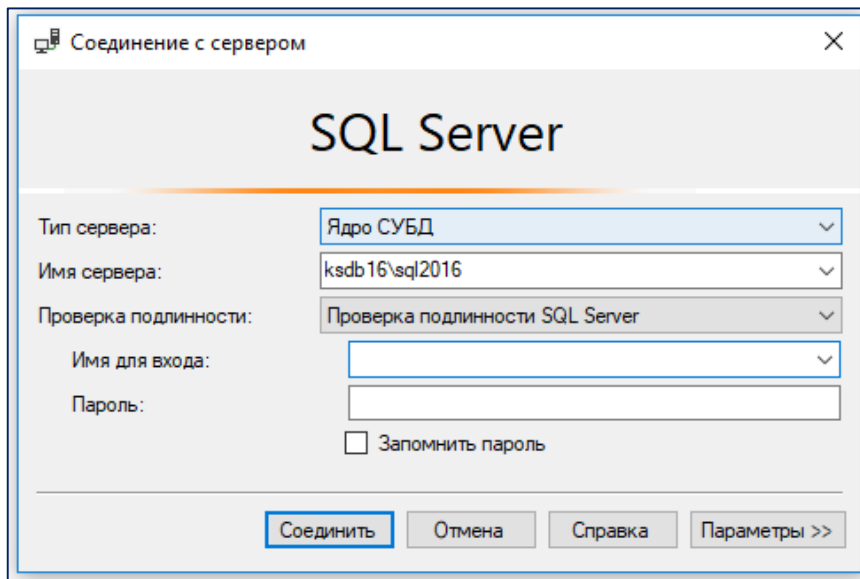 Соединение с сервером
SQL Server
Тип сервера: Ядро СУБД
Имя сервера: ksdb16\sql2016
Проверка подлинности: Проверка подлинности SQL Server
Имя для входа:
Пароль:
Запомнить пароль
Соединить Отмена Справка Параметры >>